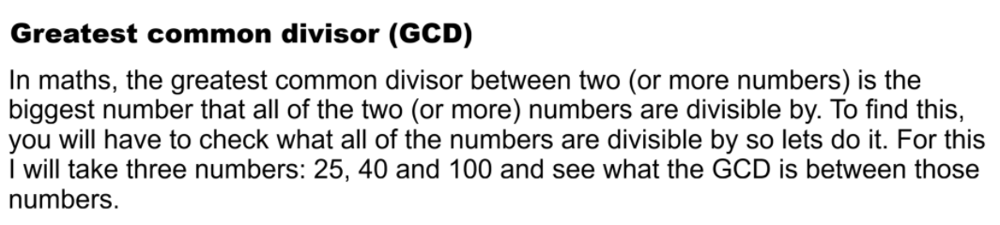 Greatest common divisor (GCD)
In maths, the greatest common divisor between two (or more numbers) is the
biggest number that all of the two (or more) numbers are divisible by. To find this,
you will have to check what all of the numbers are divisible by so lets do it. For this
I will take three numbers: 25, 40 and 100 and see what the GCD is between those
numbers.